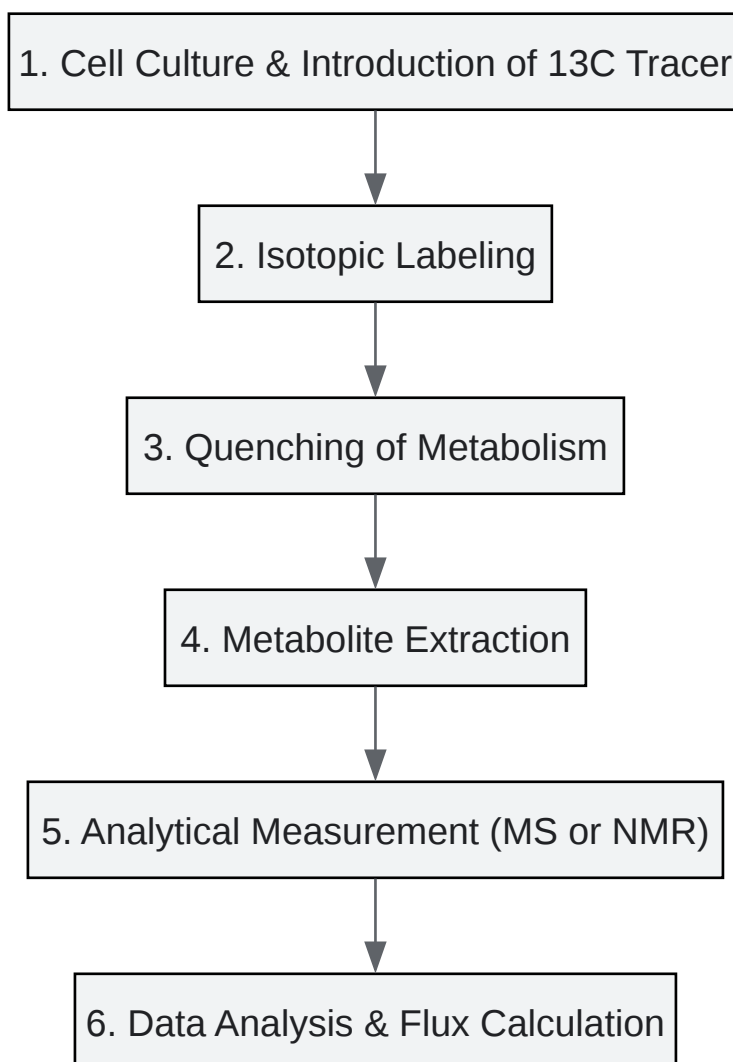 1. Cell Culture & Introduction of 13C Tracer
2. Isotopic Labeling
3. Quenching of Metabolism
4. Metabolite Extraction
5. Analytical Measurement (MS or NMR)
6. Data Analysis & Flux Calculation